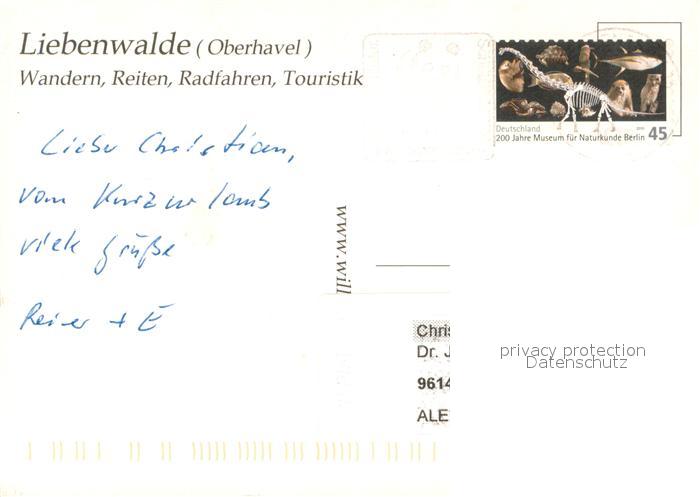 Liebenwalde ( Oberhavel )
Wandern, Reiten, Radfahren, Touristik
Deutschland
200 Jahre Museum für Naturkunde Berlin 45
Lieber Christian,
vom Kurzurlaub
viele Grüße
Reiner + E
www.will
Chris
Dr. J
9614
ALE
privacy protection
Datenschutz